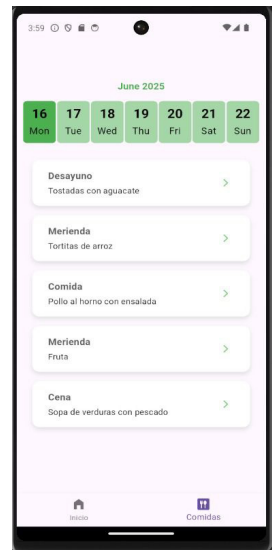 3:59
June 2025
16 17 18 19 20 21 22
Mon Tue Wed Thu Fri Sat Sun
Desayuno
Tostadas con aguacate
Merienda
Tortitas de arroz
Comida
Pollo al horno con ensalada
Merienda
Fruta
Cena
Sopa de verduras con pescado
Inicio
Comidas